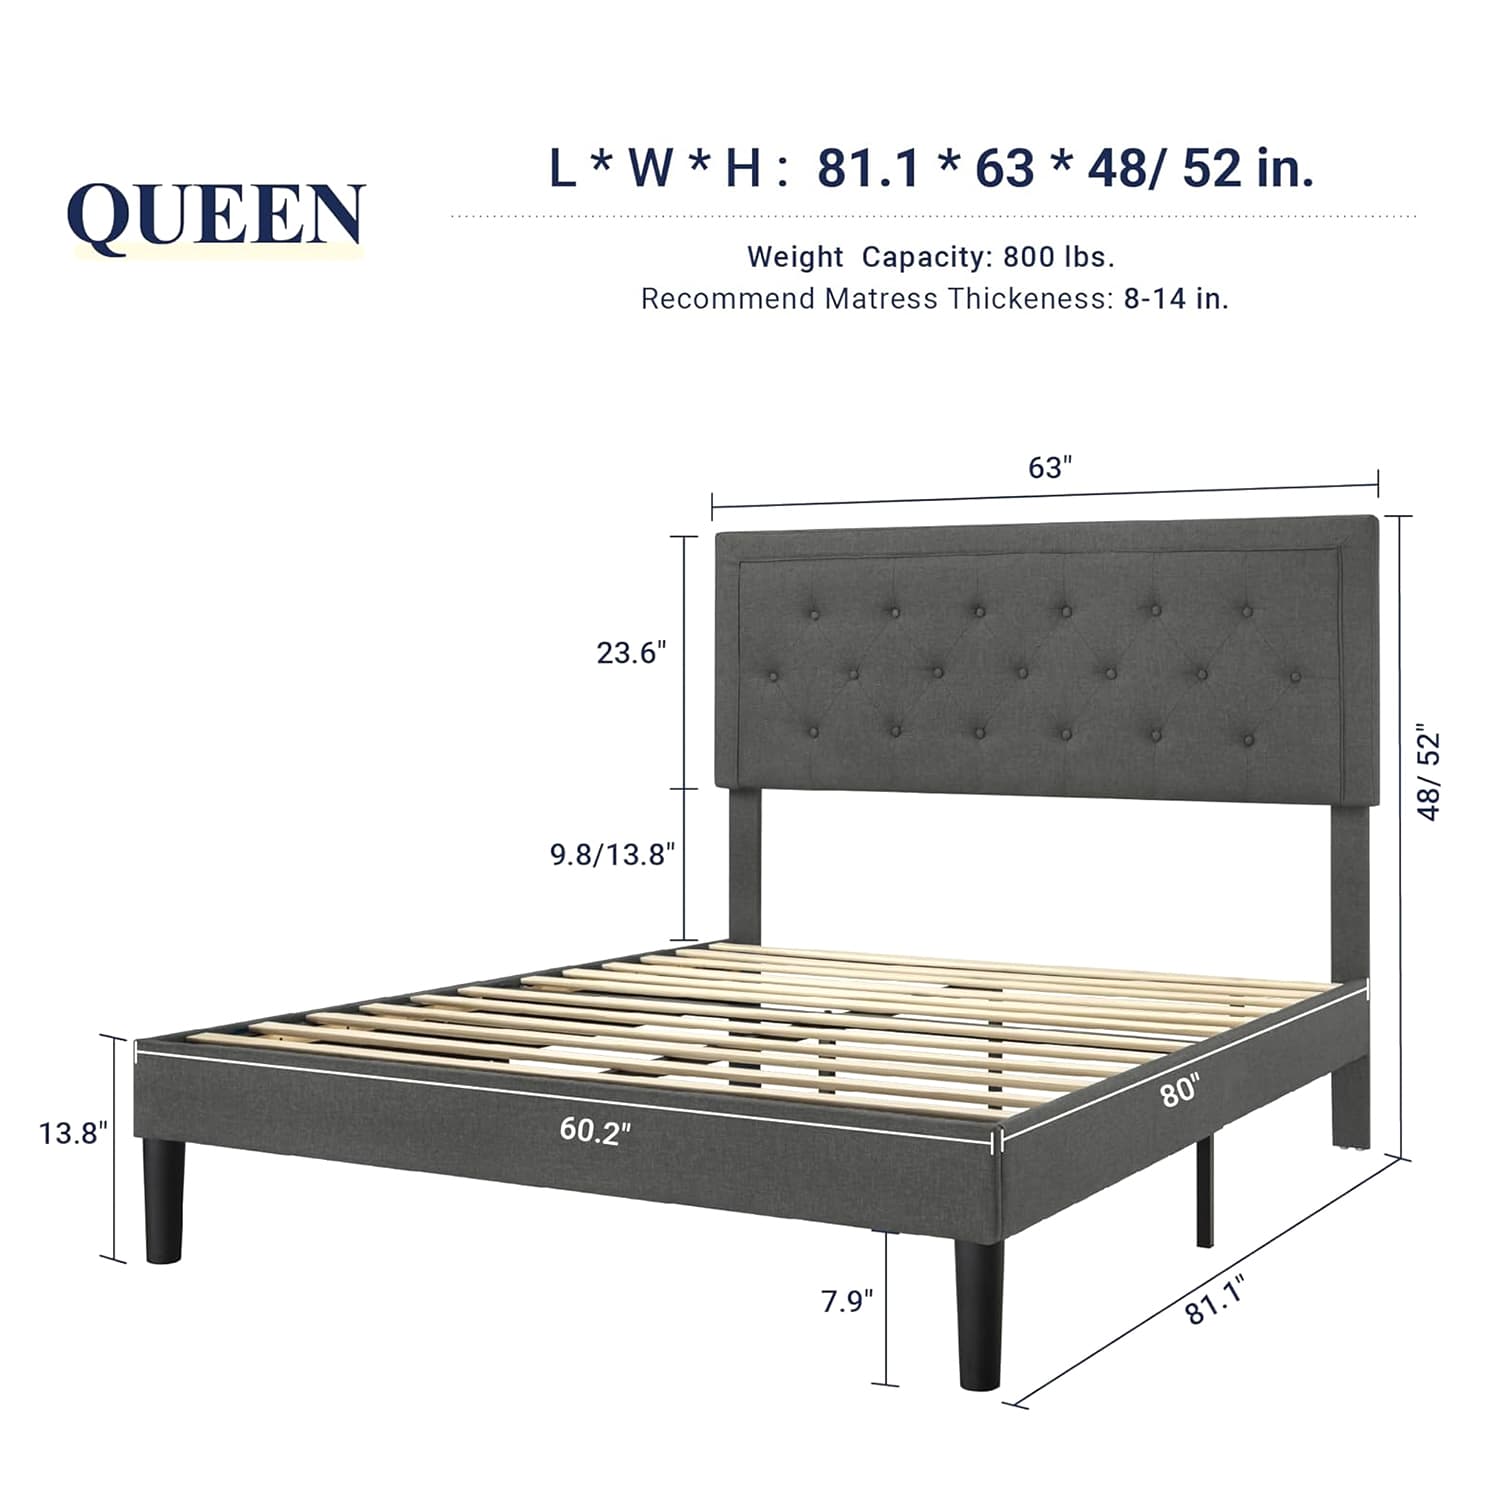 QUEEN
L * W * H : 81.1 * 63 * 48/ 52 in.
Weight Capacity: 800 lbs.
Recommend Matress Thickeness: 8-14 in.
63"
23.6"
48/ 52"
9.8/13.8"
80"
13.8"
60.2"
7.9"
81.1"